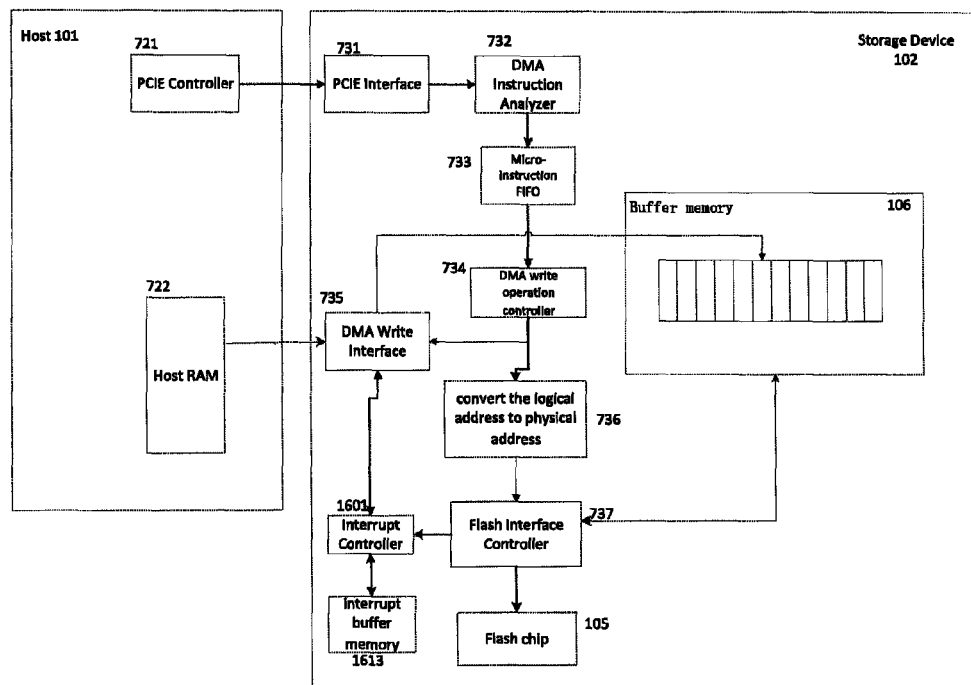 Host 101
Storage Device
102
721
PCIE Controller
731
PCIE Interface
732
DMA
Instruction
Analyzer
733
Micro-
instruction
FIFO
Buffer memory
106
734
DMA write
operation
controller
722
Host RAM
735
DMA Write
Interface
convert the logical
address to physical
address
736
1601
Interrupt
Controller
Flash Interface
Controller
737
Interrupt
buffer
memory
1613
Flash chip
105